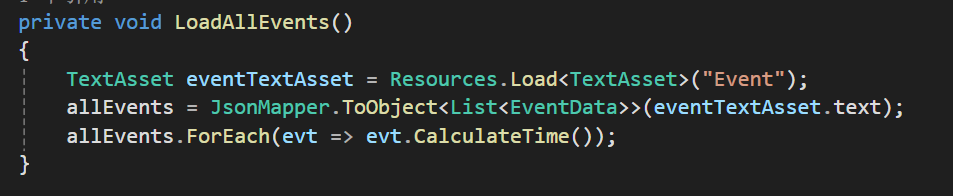 private void LoadAllEvents()
{
TextAsset eventTextAsset = Resources.Load<TextAsset>("Event");
allEvents = JsonMapper.ToObject<List<EventData>>(eventTextAsset.text);
allEvents.ForEach(evt => evt.CalculateTime());
}